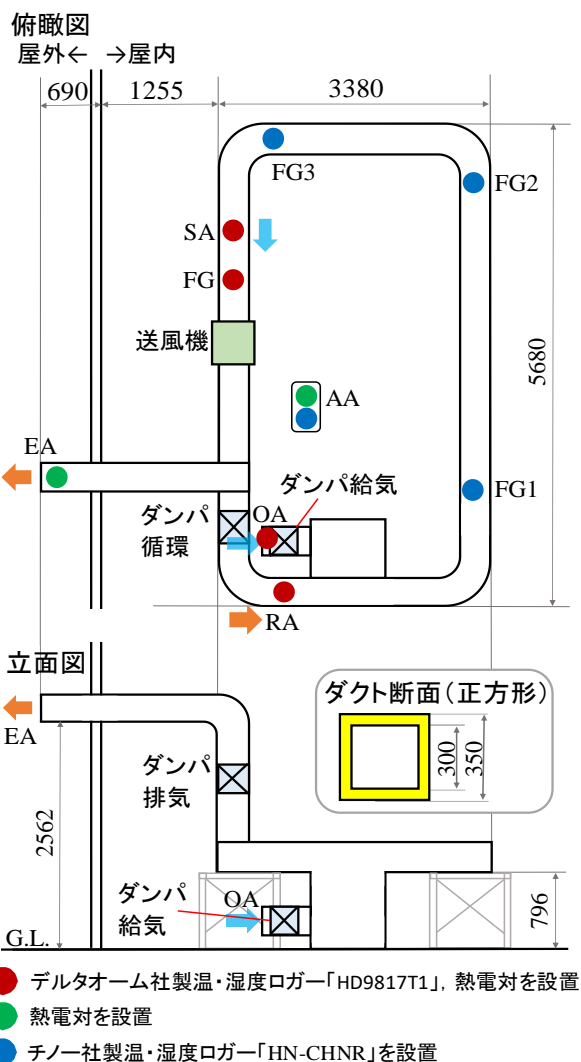 俯瞰図
屋外← →屋内
690 1255 3380
FG3
FG2
SA
FG
送風機
5680
AA
EA
ダンパ給気
FG1
ダンパ
循環
OA
RA
立面図
ダクト断面(正方形)
EA
300
350
ダンパ
排気
2562
ダンパ
給気
OA
796
G.L.
デルタオーム社製温・湿度ロガー「HD9817T1」, 熱電対を設置
熱電対を設置
チノー社製温・湿度ロガー「HN-CHNR」を設置